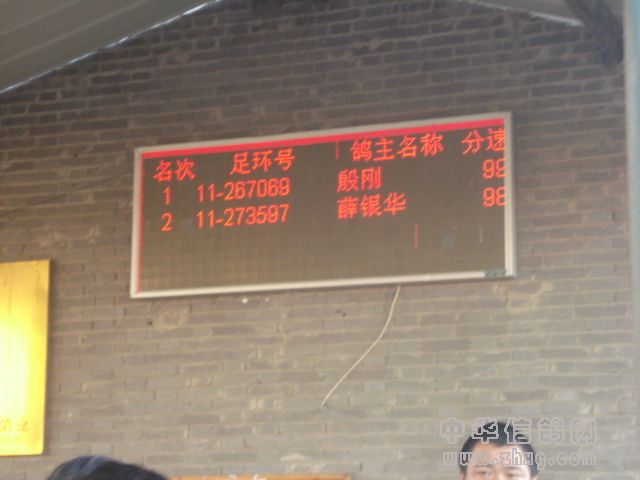 名次 足环号 鸽主名称 分速
1 11-267069 殷刚
2 11-273597 薛银华
中华信鸽网
www.zhxg.com